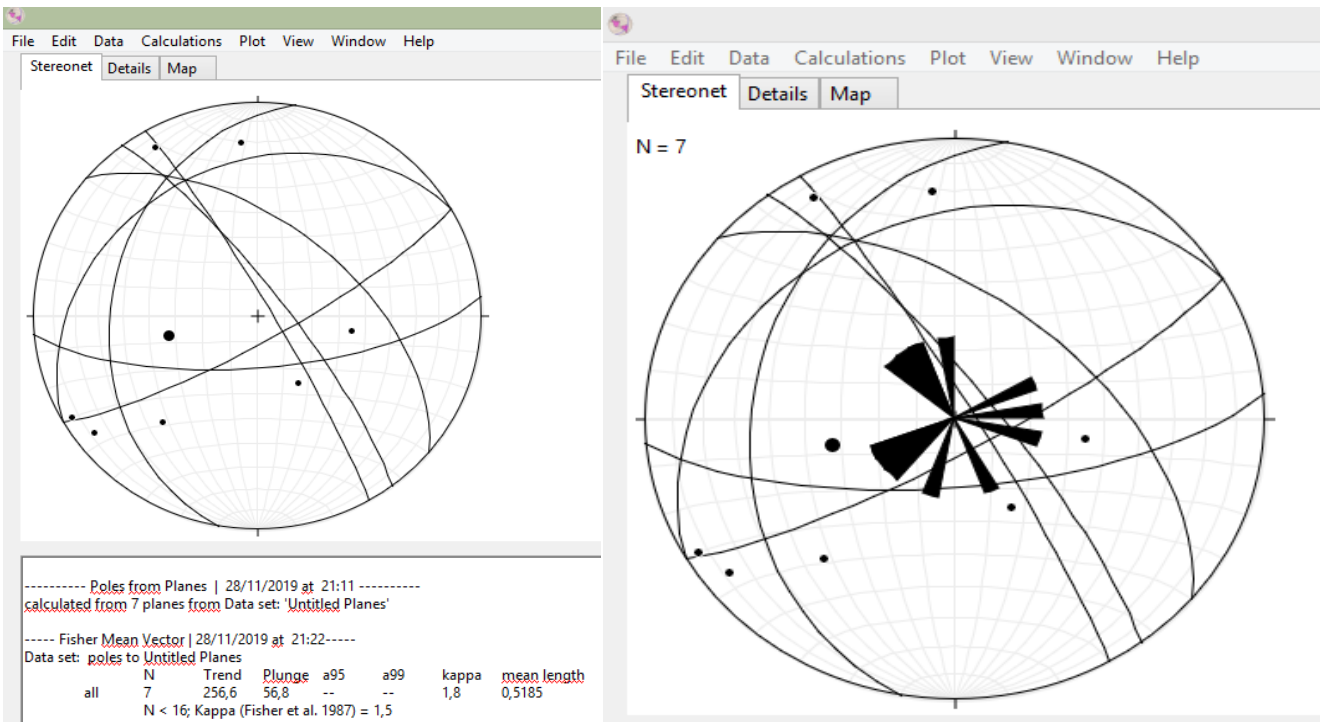 File Edit Data Calculations Plot View Window Help
Stereonet Details Map
---------- Poles from Planes | 28/11/2019 at 21:11 ----------
calculated from 7 planes from Data set: 'Untitled Planes'
----- Fisher Mean Vector | 28/11/2019 at 21:22-----
Data set: poles to Untitled Planes
N Trend Plunge a95 a99 kappa mean length
all 7 256,6 56,8 -- -- 1,8 0,5185
N < 16; Kappa (Fisher et al. 1987) = 1,5
File Edit Data Calculations Plot View Window Help
Stereonet Details Map
N = 7